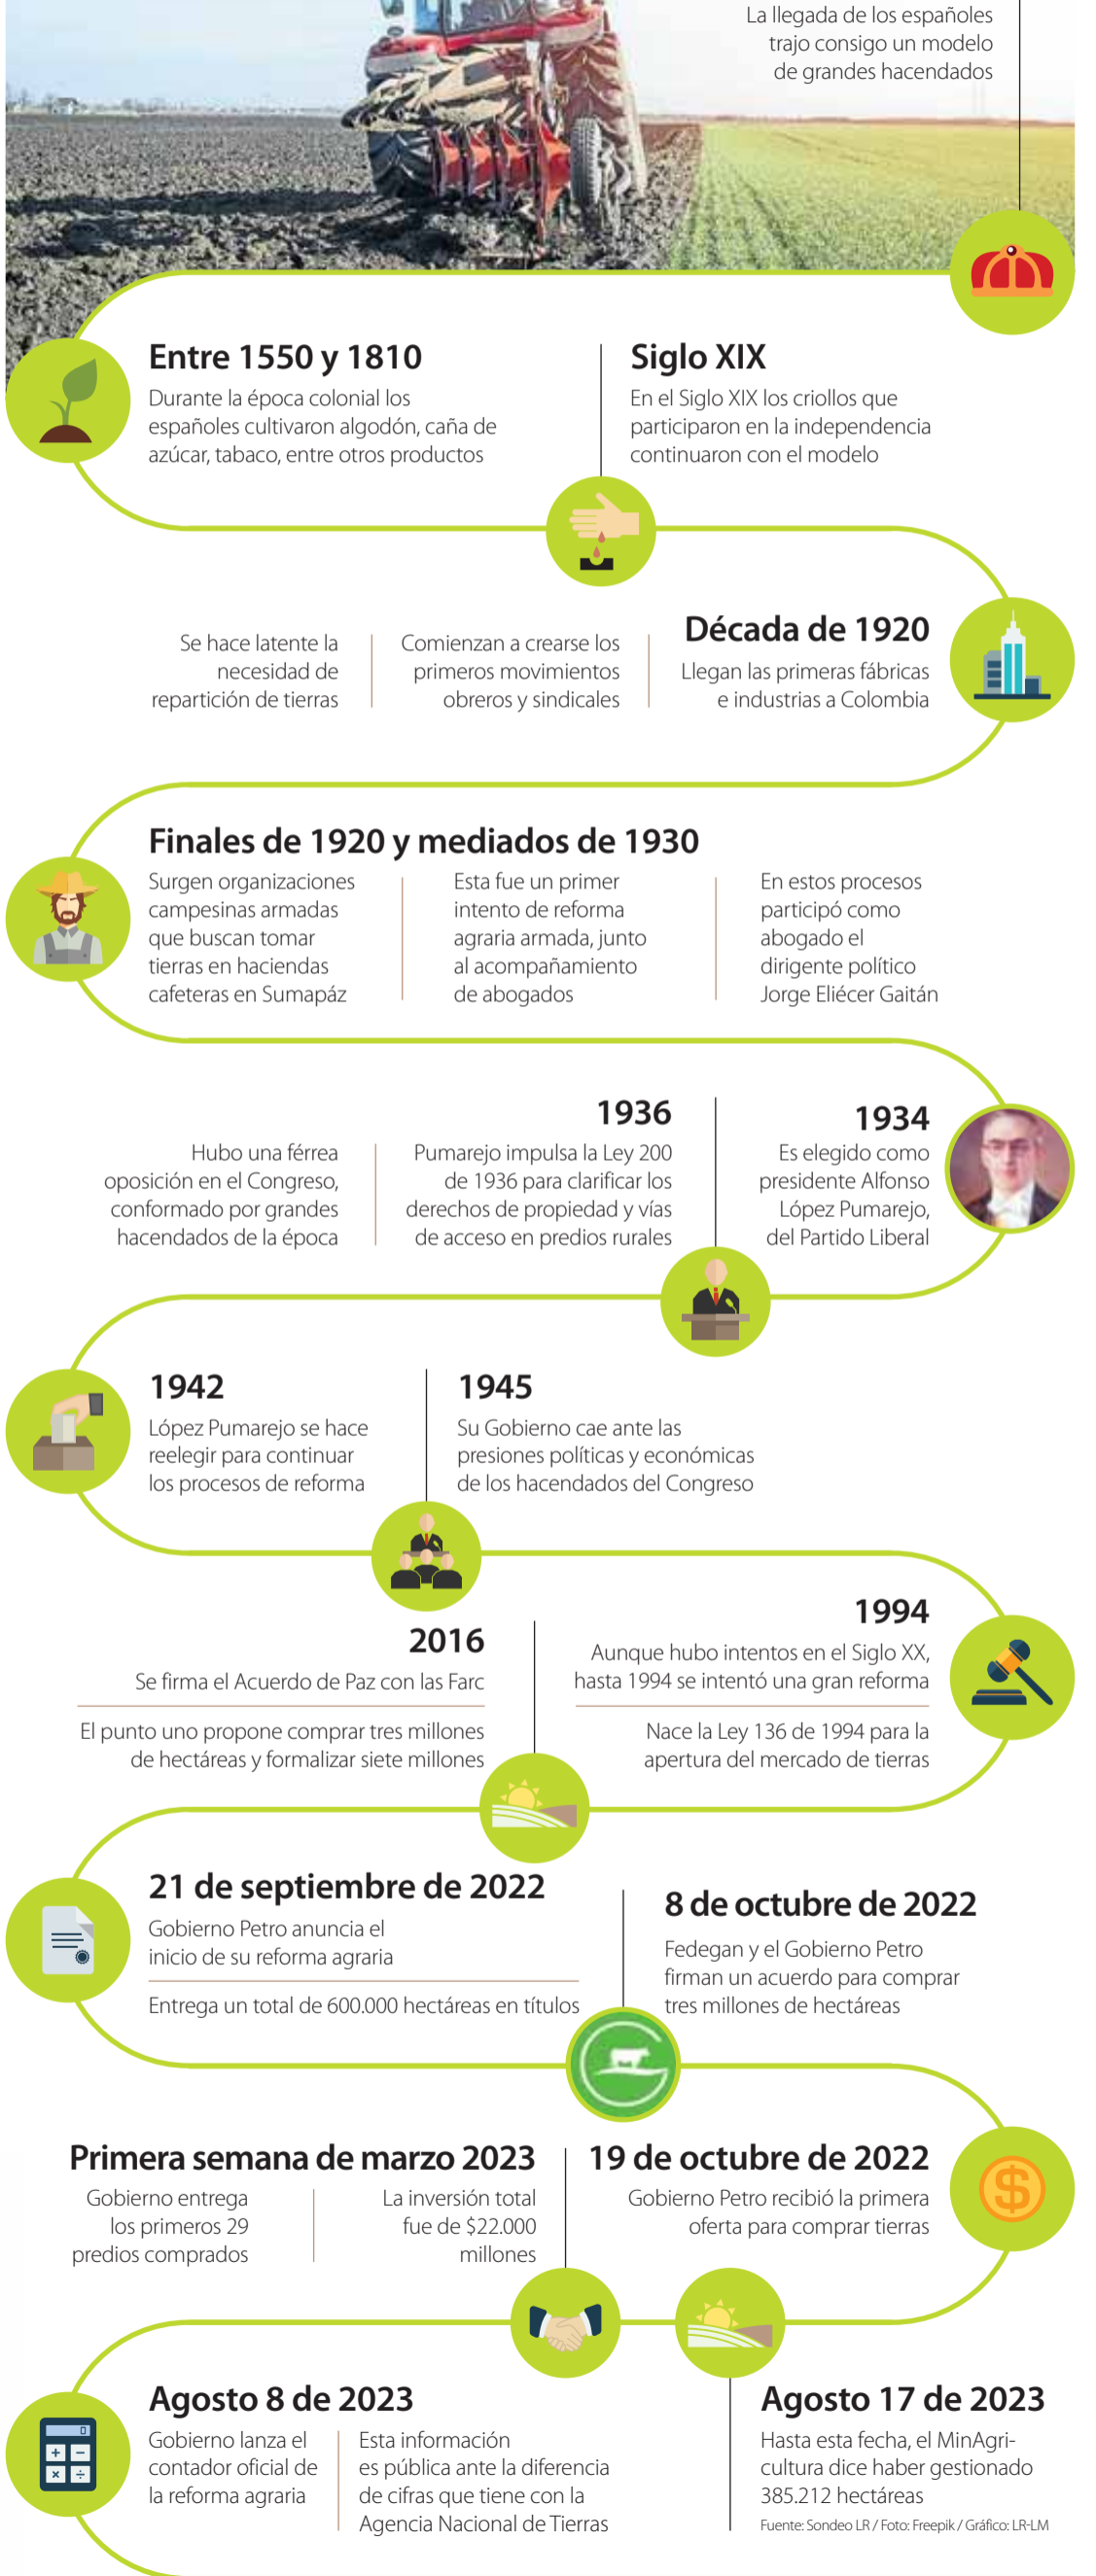 La llegada de los españoles
trajo consigo un modelo
de grandes hacendados
Entre 1550 y 1810
Durante la época colonial los
españoles cultivaron algodón, caña de
azúcar, tabaco, entre otros productos
Siglo XIX
En el Siglo XIX los criollos que
participaron en la independencia
continuaron con el modelo
Década de 1920
Llegan las primeras fábricas
e industrias a Colombia
Comienzan a crearse los
primeros movimientos
obreros y sindicales
Se hace latente la
necesidad de
repartición de tierras
Finales de 1920 y mediados de 1930
Surgen organizaciones
campesinas armadas
que buscan tomar
tierras en haciendas
cafeteras en Sumapáz
Esta fue un primer
intento de reforma
agraria armada, junto
al acompañamiento
de abogados
En estos procesos
participó como
abogado el
dirigente político
Jorge Eliécer Gaitán
1934
Es elegido como
presidente Alfonso
López Pumarejo,
del Partido Liberal
1936
Pumarejo impulsa la Ley 200
de 1936 para clarificar los
derechos de propiedad y vías
de acceso en predios rurales
Hubo una férrea
oposición en el Congreso,
conformado por grandes
hacendados de la época
1942
López Pumarejo se hace
reelegir para continuar
los procesos de reforma
1945
Su Gobierno cae ante las
presiones políticas y económicas
de los hacendados del Congreso
1994
Aunque hubo intentos en el Siglo XX,
hasta 1994 se intentó una gran reforma
Nace la Ley 136 de 1994 para la
apertura del mercado de tierras
2016
Se firma el Acuerdo de Paz con las Farc
El punto uno propone comprar tres millones
de hectáreas y formalizar siete millones
21 de septiembre de 2022
Gobierno Petro anuncia el
inicio de su reforma agraria
Entrega un total de 600.000 hectáreas en títulos
8 de octubre de 2022
Fedegan y el Gobierno Petro
firman un acuerdo para comprar
tres millones de hectáreas
19 de octubre de 2022
Gobierno Petro recibió la primera
oferta para comprar tierras
Primera semana de marzo 2023
Gobierno entrega
los primeros 29
predios comprados
La inversión total
fue de $22.000
millones
Agosto 8 de 2023
Gobierno lanza el
contador oficial de
la reforma agraria
Esta información
es pública ante la diferencia
de cifras que tiene con la
Agencia Nacional de Tierras
Agosto 17 de 2023
Hasta esta fecha, el MinAgri-
cultura dice haber gestionado
385.212 hectáreas
Fuente: Sondeo LR / Foto: Freepik / Gráfico: LR-LM